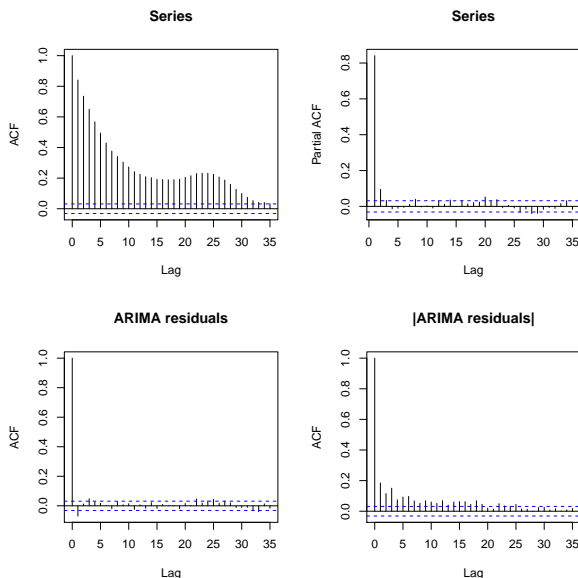 Series
ACF
0.0 0.2 0.4 0.6 0.8 1.0
0 5 10 15 20 25 30 35
Lag
Series
Partial ACF
0.0 0.2 0.4 0.6 0.8
0 5 10 15 20 25 30 35
Lag
ARIMA residuals
ACF
0.0 0.2 0.4 0.6 0.8 1.0
0 5 10 15 20 25 30 35
Lag
|ARIMA residuals|
ACF
0.0 0.2 0.4 0.6 0.8 1.0
0 5 10 15 20 25 30 35
Lag